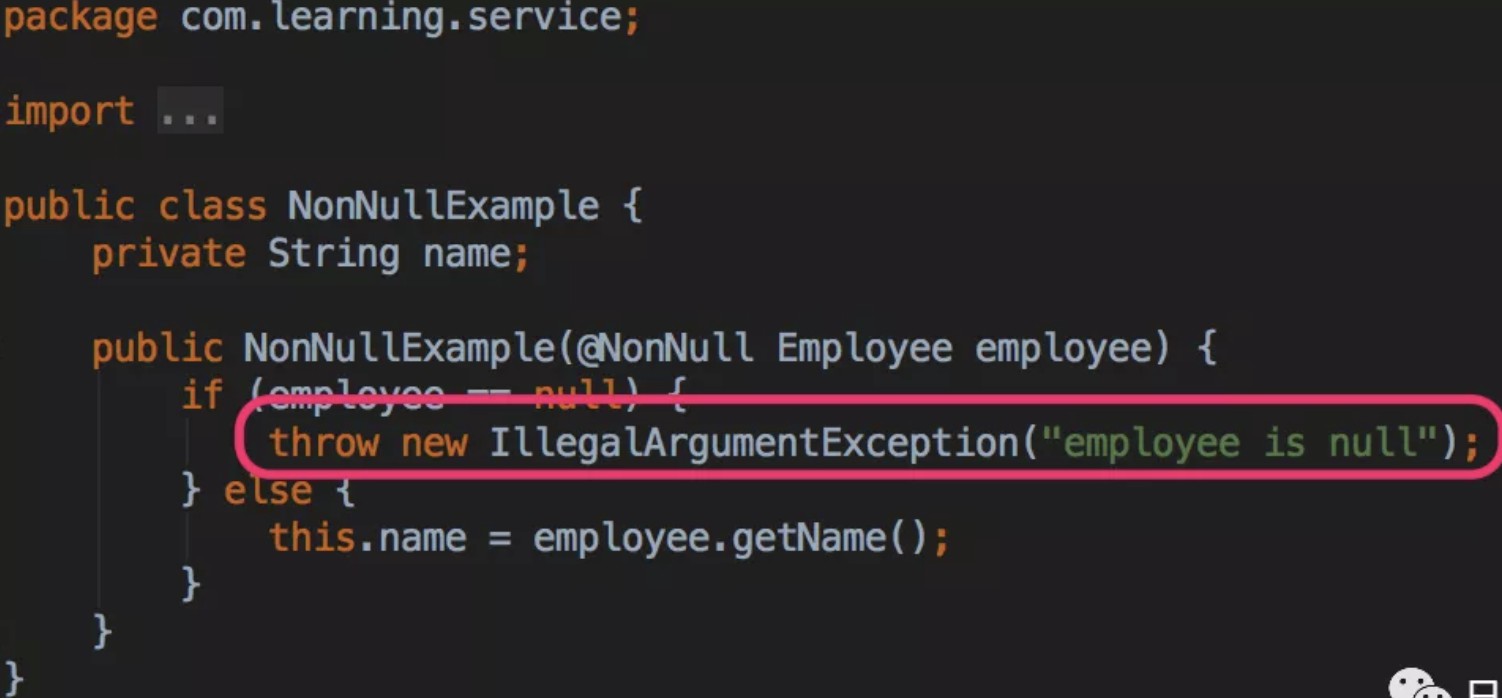 package com.learning.service;
import ...
public class NonNullExample {
private String name;
public NonNullExample(@NonNull Employee employee) {
if (employee == null) {
throw new IllegalArgumentException("employee is null");
} else {
this.name = employee.getName();
}
}
}